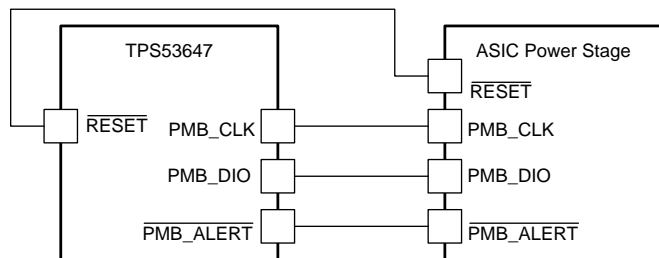 TPS53647
ASIC Power Stage
RESET
RESET
PMB_CLK
PMB_CLK
PMB_DIO
PMB_DIO
PMB_ALERT
PMB_ALERT